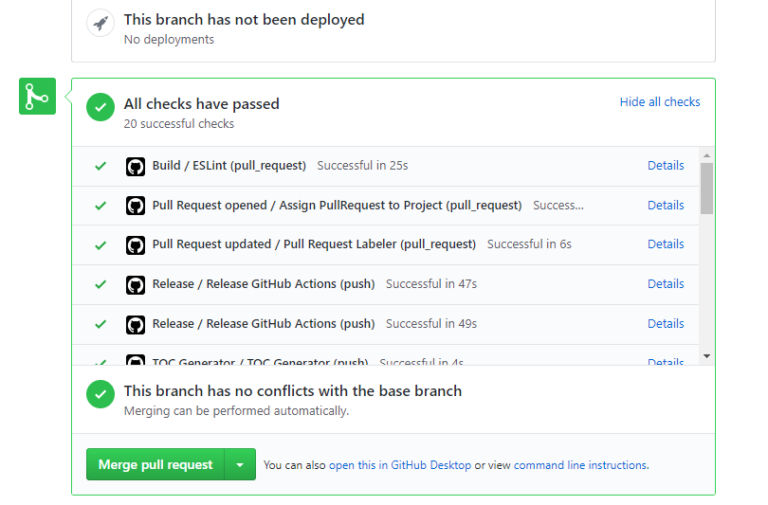 This branch has not been deployed
No deployments
All checks have passed
Hide all checks
20 successful checks
Build / ESLint (pull_request) Successful in 25s Details
Pull Request opened / Assign PullRequest to Project (pull_request) Success... Details
Pull Request updated / Pull Request Labeler (pull_request) Successful in 6s Details
Release / Release GitHub Actions (push) Successful in 47s Details
Release / Release GitHub Actions (push) Successful in 49s Details
TOC Generator / TOC Generator (push) Successful in 4s Details
This branch has no conflicts with the base branch
Merging can be performed automatically.
Merge pull request You can also open this in GitHub Desktop or view command line instructions.